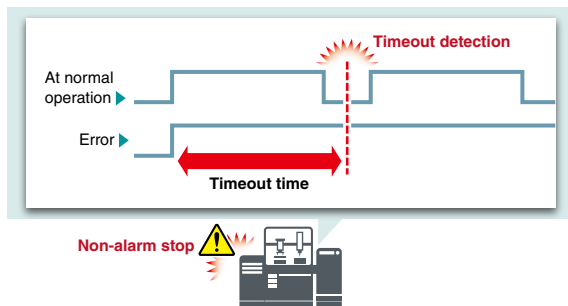 Timeout detection
At normal
operation
Error
Timeout time
Non-alarm stop